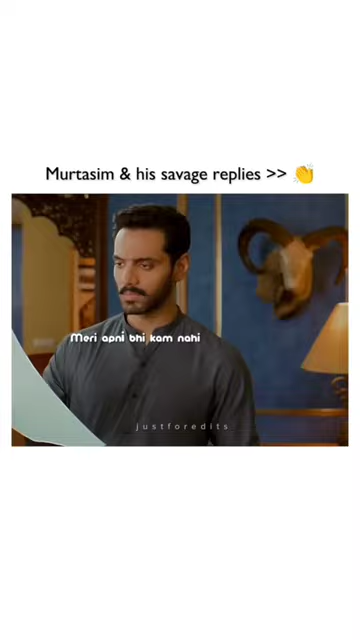 Murtasim & his savage replies >> 👏
Meri apni bhi kam nahi
justforedits